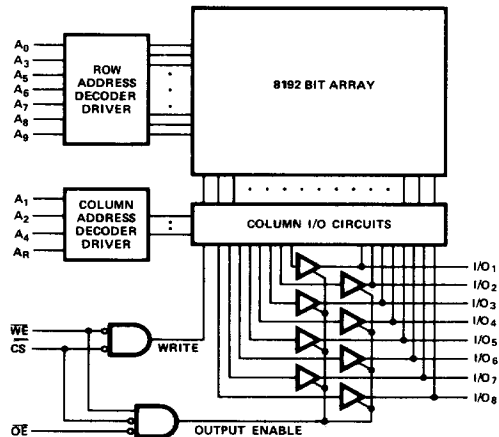 A0
A3
A5
A6
A7
A8
A9
ROW
ADDRESS
DECODER
DRIVER
8192 BIT ARRAY
A1
A2
A4
AR
COLUMN
ADDRESS
DECODER
DRIVER
COLUMN I/O CIRCUITS
I/O1
I/O2
I/O3
I/O4
I/O5
I/O6
I/O7
I/O8
WE
CS
WRITE
OE
OUTPUT ENABLE